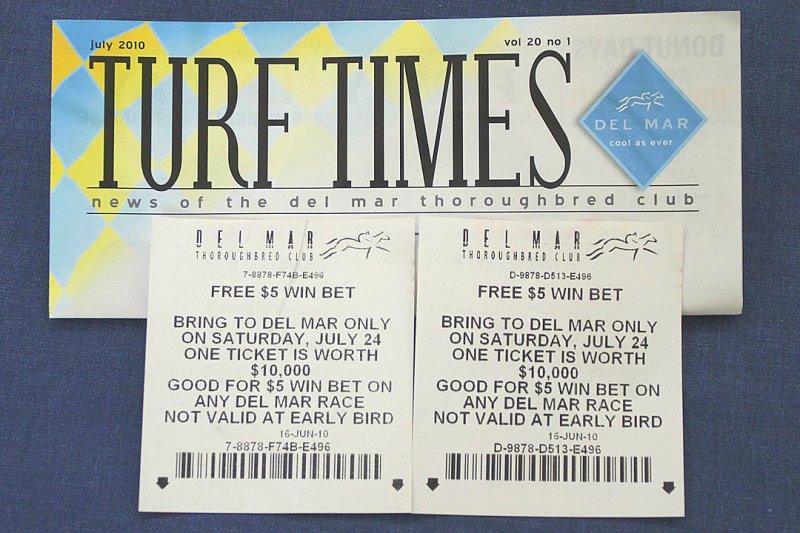 july 2010
vol 20 no 1
TURF TIMES
DEL MAR
cool as ever
news of the del mar thoroughbred club
DEL MAR
THOROUGHBRED CLUB
7-8878-F74B-E496
FREE $5 WIN BET
BRING TO DEL MAR ONLY
ON SATURDAY, JULY 24
ONE TICKET IS WORTH
$10,000
GOOD FOR $5 WIN BET ON
ANY DEL MAR RACE
NOT VALID AT EARLY BIRD
16-JUN-10
7-8878-F74B-E496
DEL MAR
THOROUGHBRED CLUB
D-9878-D513-E496
FREE $5 WIN BET
BRING TO DEL MAR ONLY
ON SATURDAY, JULY 24
ONE TICKET IS WORTH
$10,000
GOOD FOR $5 WIN BET ON
ANY DEL MAR RACE
NOT VALID AT EARLY BIRD
16-JUN-10
D-9878-D513-E496